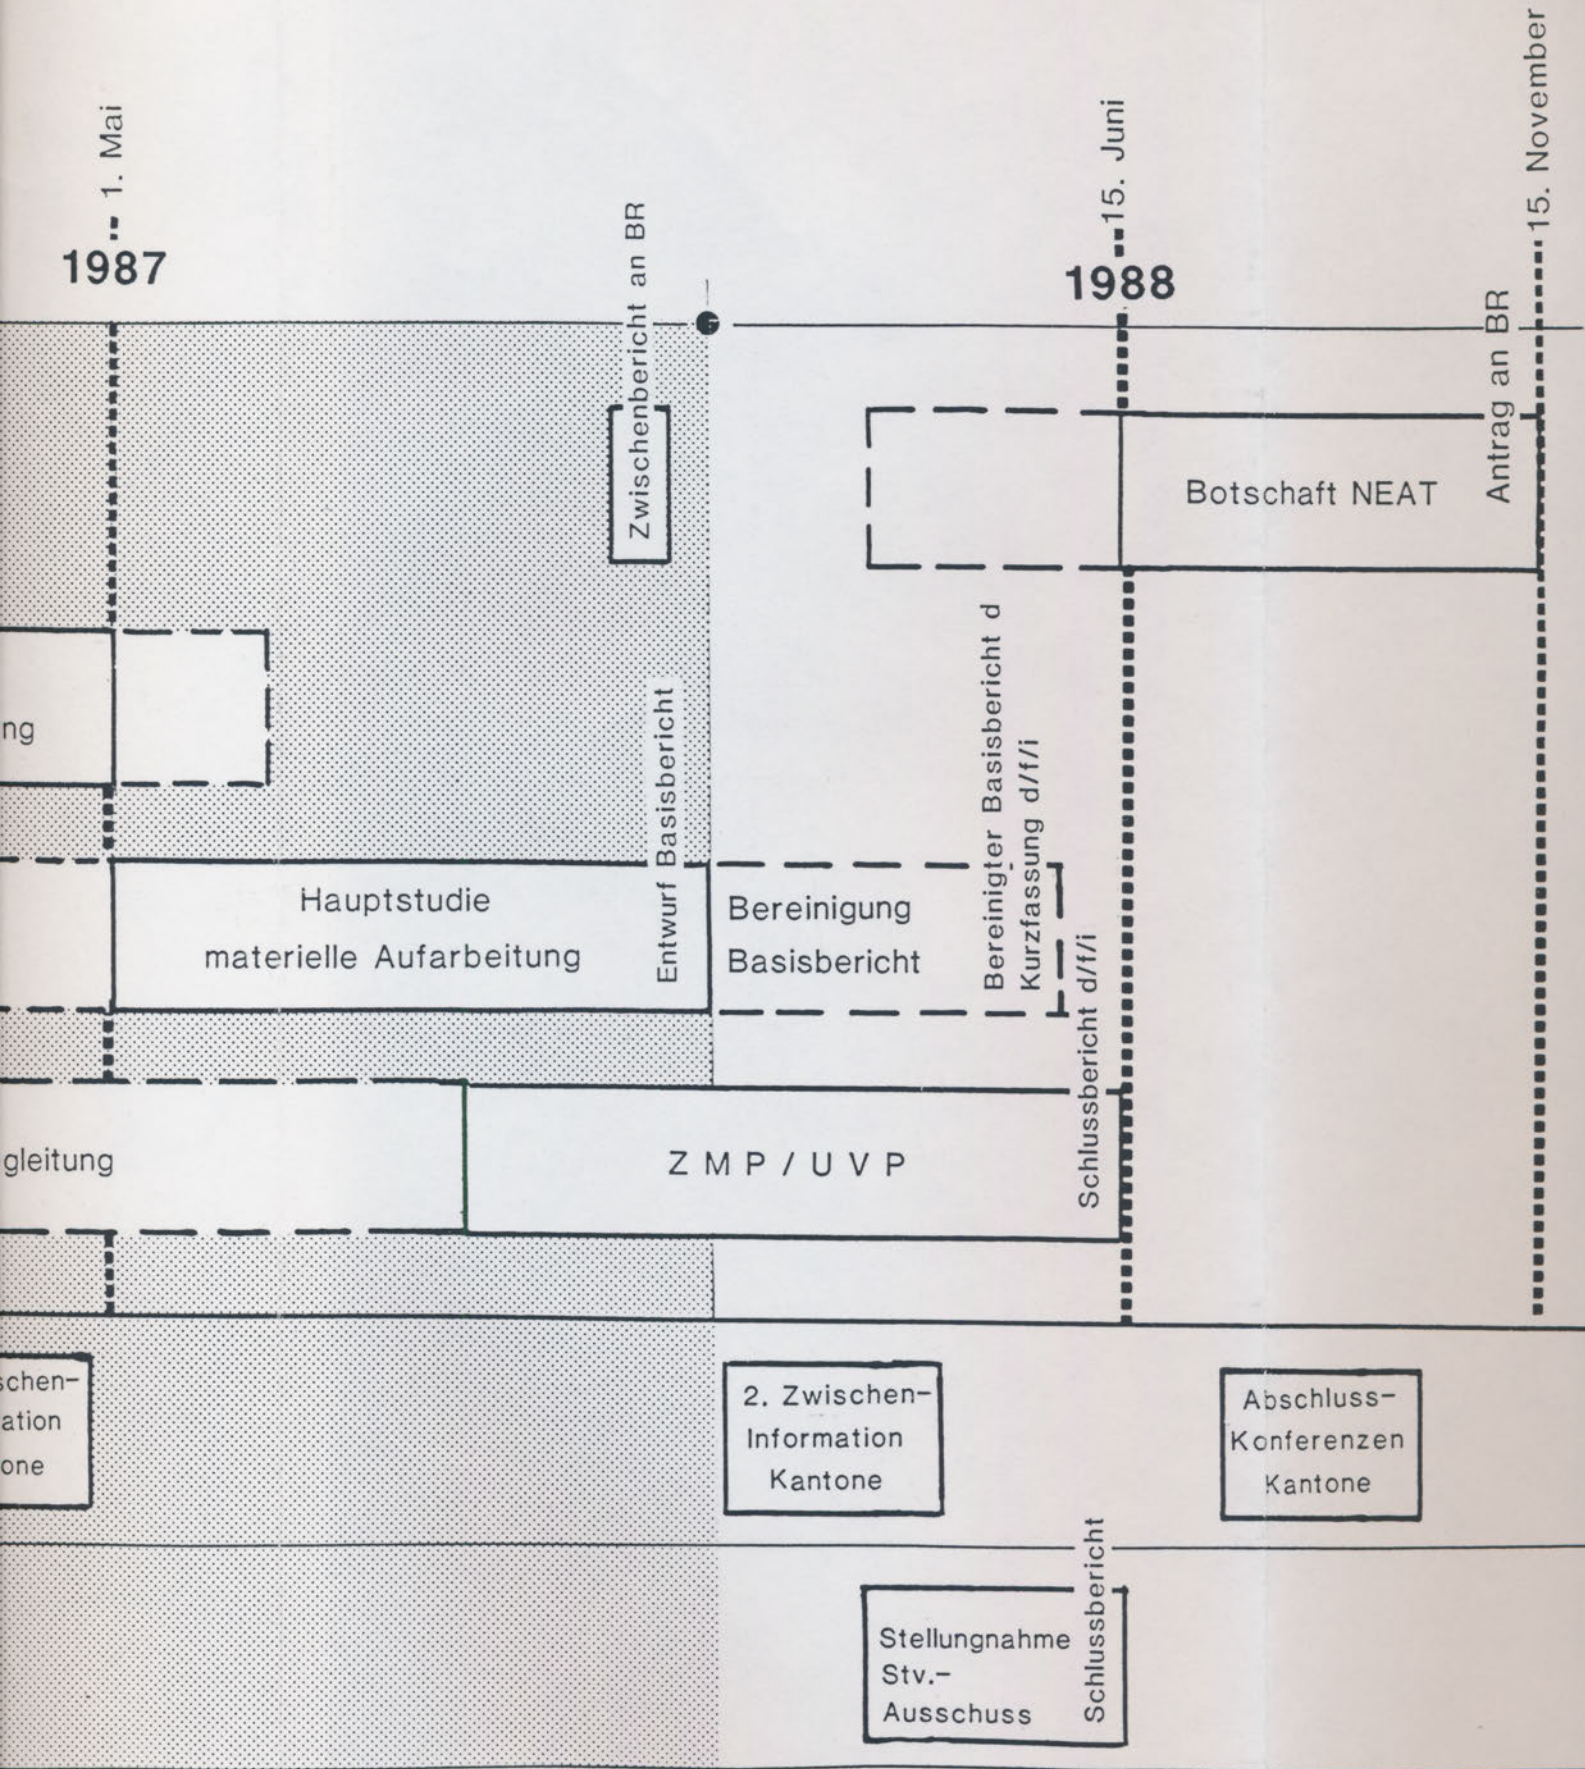 1. Mai
1987
15. Juni
1988
15. November
Zwischenbericht an BR
Antrag an BR
Botschaft NEAT
ng
Entwurf Basisbericht
Hauptstudie
materielle Aufarbeitung
Bereinigung
Basisbericht
Bereinigter Basisbericht d
Kurzfassung d/f/i
Schlussbericht d/f/i
gleitung
ZMP/UVP
schen-
ation
one
2. Zwischen-
Information
Kantone
Abschluss-
Konferenzen
Kantone
Stellungnahme
Stv.-
Ausschuss
Schlussbericht